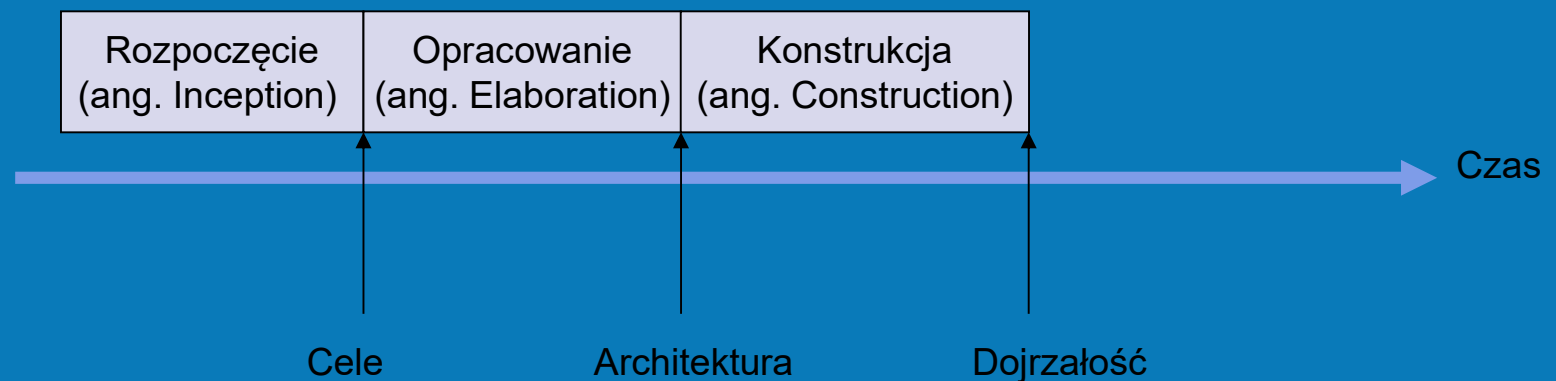 Rozpoczęcie
(ang. Inception)
Opracowanie
(ang. Elaboration)
Konstrukcja
(ang. Construction)
Czas
Cele
Architektura
Dojrzałość